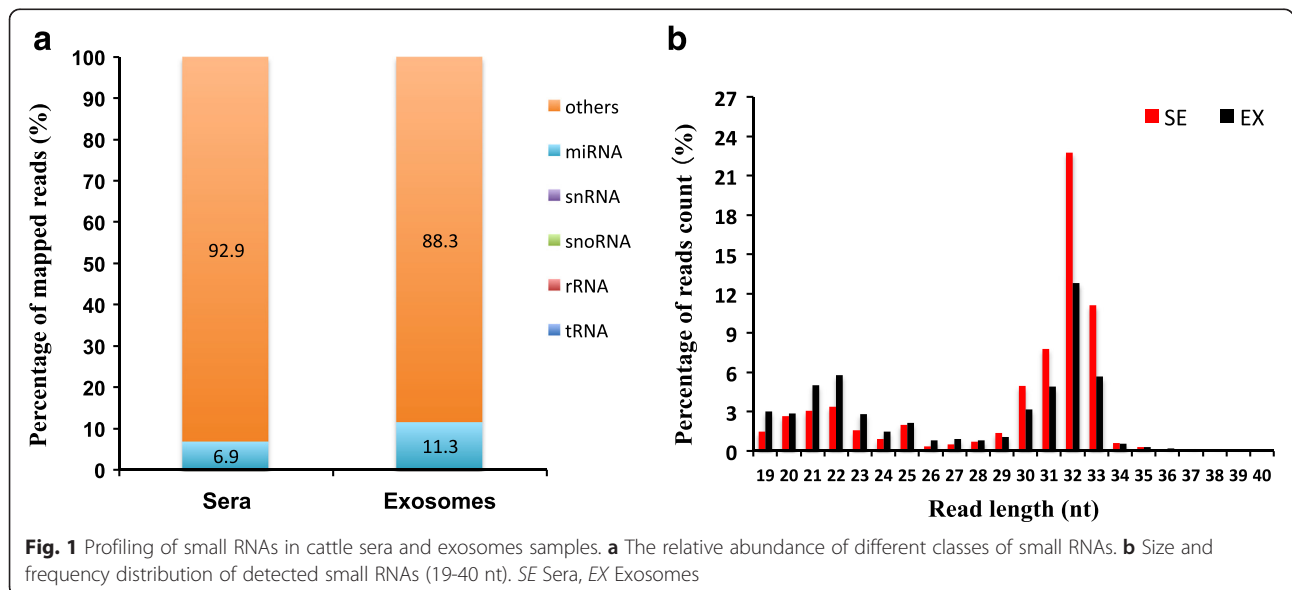 a
100
90
80
70
60
50
40
30
20
10
0
Percentage of mapped reads (%)
92.9
6.9
88.3
11.3
Sera
Exosomes
others
miRNA
snRNA
snoRNA
rRNA
tRNA
b
27
24
21
18
15
12
9
6
3
0
Percentage of reads count (%)
SE
EX
19 20 21 22 23 24 25 26 27 28 29 30 31 32 33 34 35 36 37 38 39 40
Read length (nt)
Fig. 1 Profiling of small RNAs in cattle sera and exosomes samples. a The relative abundance of different classes of small RNAs. b Size and
frequency distribution of detected small RNAs (19-40 nt). SE Sera, EX Exosomes